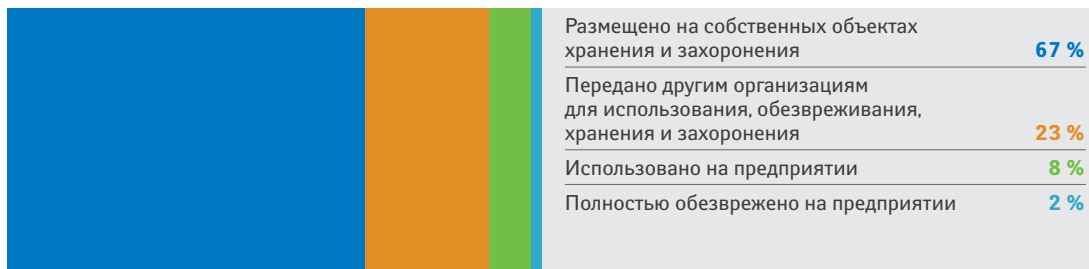 Размещено на собственных объектах
хранения и захоронения 67 %
Передано другим организациям
для использования, обезвреживания,
хранения и захоронения 23 %
Использовано на предприятии 8 %
Полностью обезврежено на предприятии 2 %